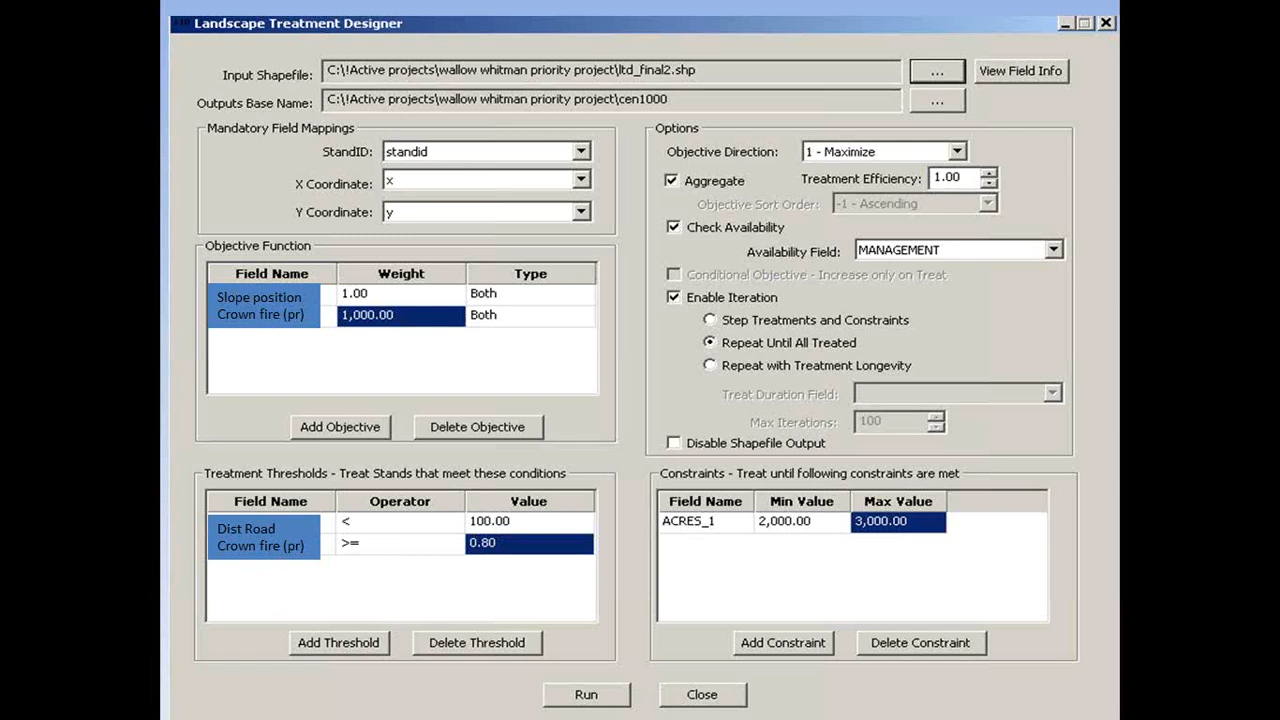 Landscape Treatment Designer
Input Shapefile: C:\!Active projects\wallow whitman priority project\ltd_final2.shp ... View Field Info
Outputs Base Name: C:\!Active projects\wallow whitman priority project\cen1000 ...
Mandatory Field Mappings
StandID: standid
X Coordinate: x
Y Coordinate: y
Objective Function
Field Name Weight Type
Slope position 1.00 Both
Crown fire (pr) 1,000.00 Both
Add Objective Delete Objective
Options
Objective Direction: 1 - Maximize
Aggregate Treatment Efficiency: 1.00
Objective Sort Order: -1 - Ascending
Check Availability
Availability Field: MANAGEMENT
Conditional Objective - Increase only on Treat
Enable Iteration
Step Treatments and Constraints
Repeat Until All Treated
Repeat with Treatment Longevity
Treat Duration Field:
Max Iterations: 100
Disable Shapefile Output
Treatment Thresholds - Treat Stands that meet these conditions
Field Name Operator Value
Dist Road < 100.00
Crown fire (pr) >= 0.80
Add Threshold Delete Threshold
Constraints - Treat until following constraints are met
Field Name Min Value Max Value
ACRES_1 2,000.00 3,000.00
Add Constraint Delete Constraint
Run Close